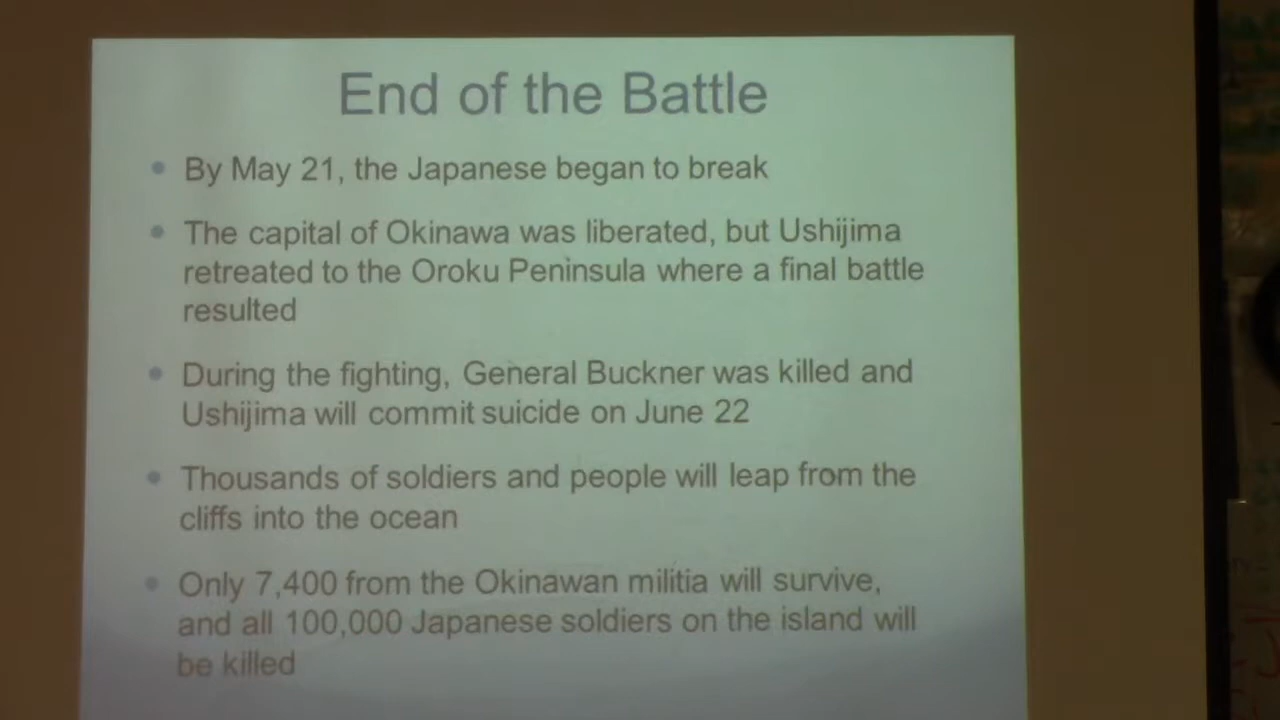 End of the Battle
• By May 21, the Japanese began to break
• The capital of Okinawa was liberated, but Ushijima
retreated to the Oroku Peninsula where a final battle
resulted
• During the fighting, General Buckner was killed and
Ushijima will commit suicide on June 22
• Thousands of soldiers and people will leap from the
cliffs into the ocean
• Only 7,400 from the Okinawan militia will survive,
and all 100,000 Japanese soldiers on the island will
be killed